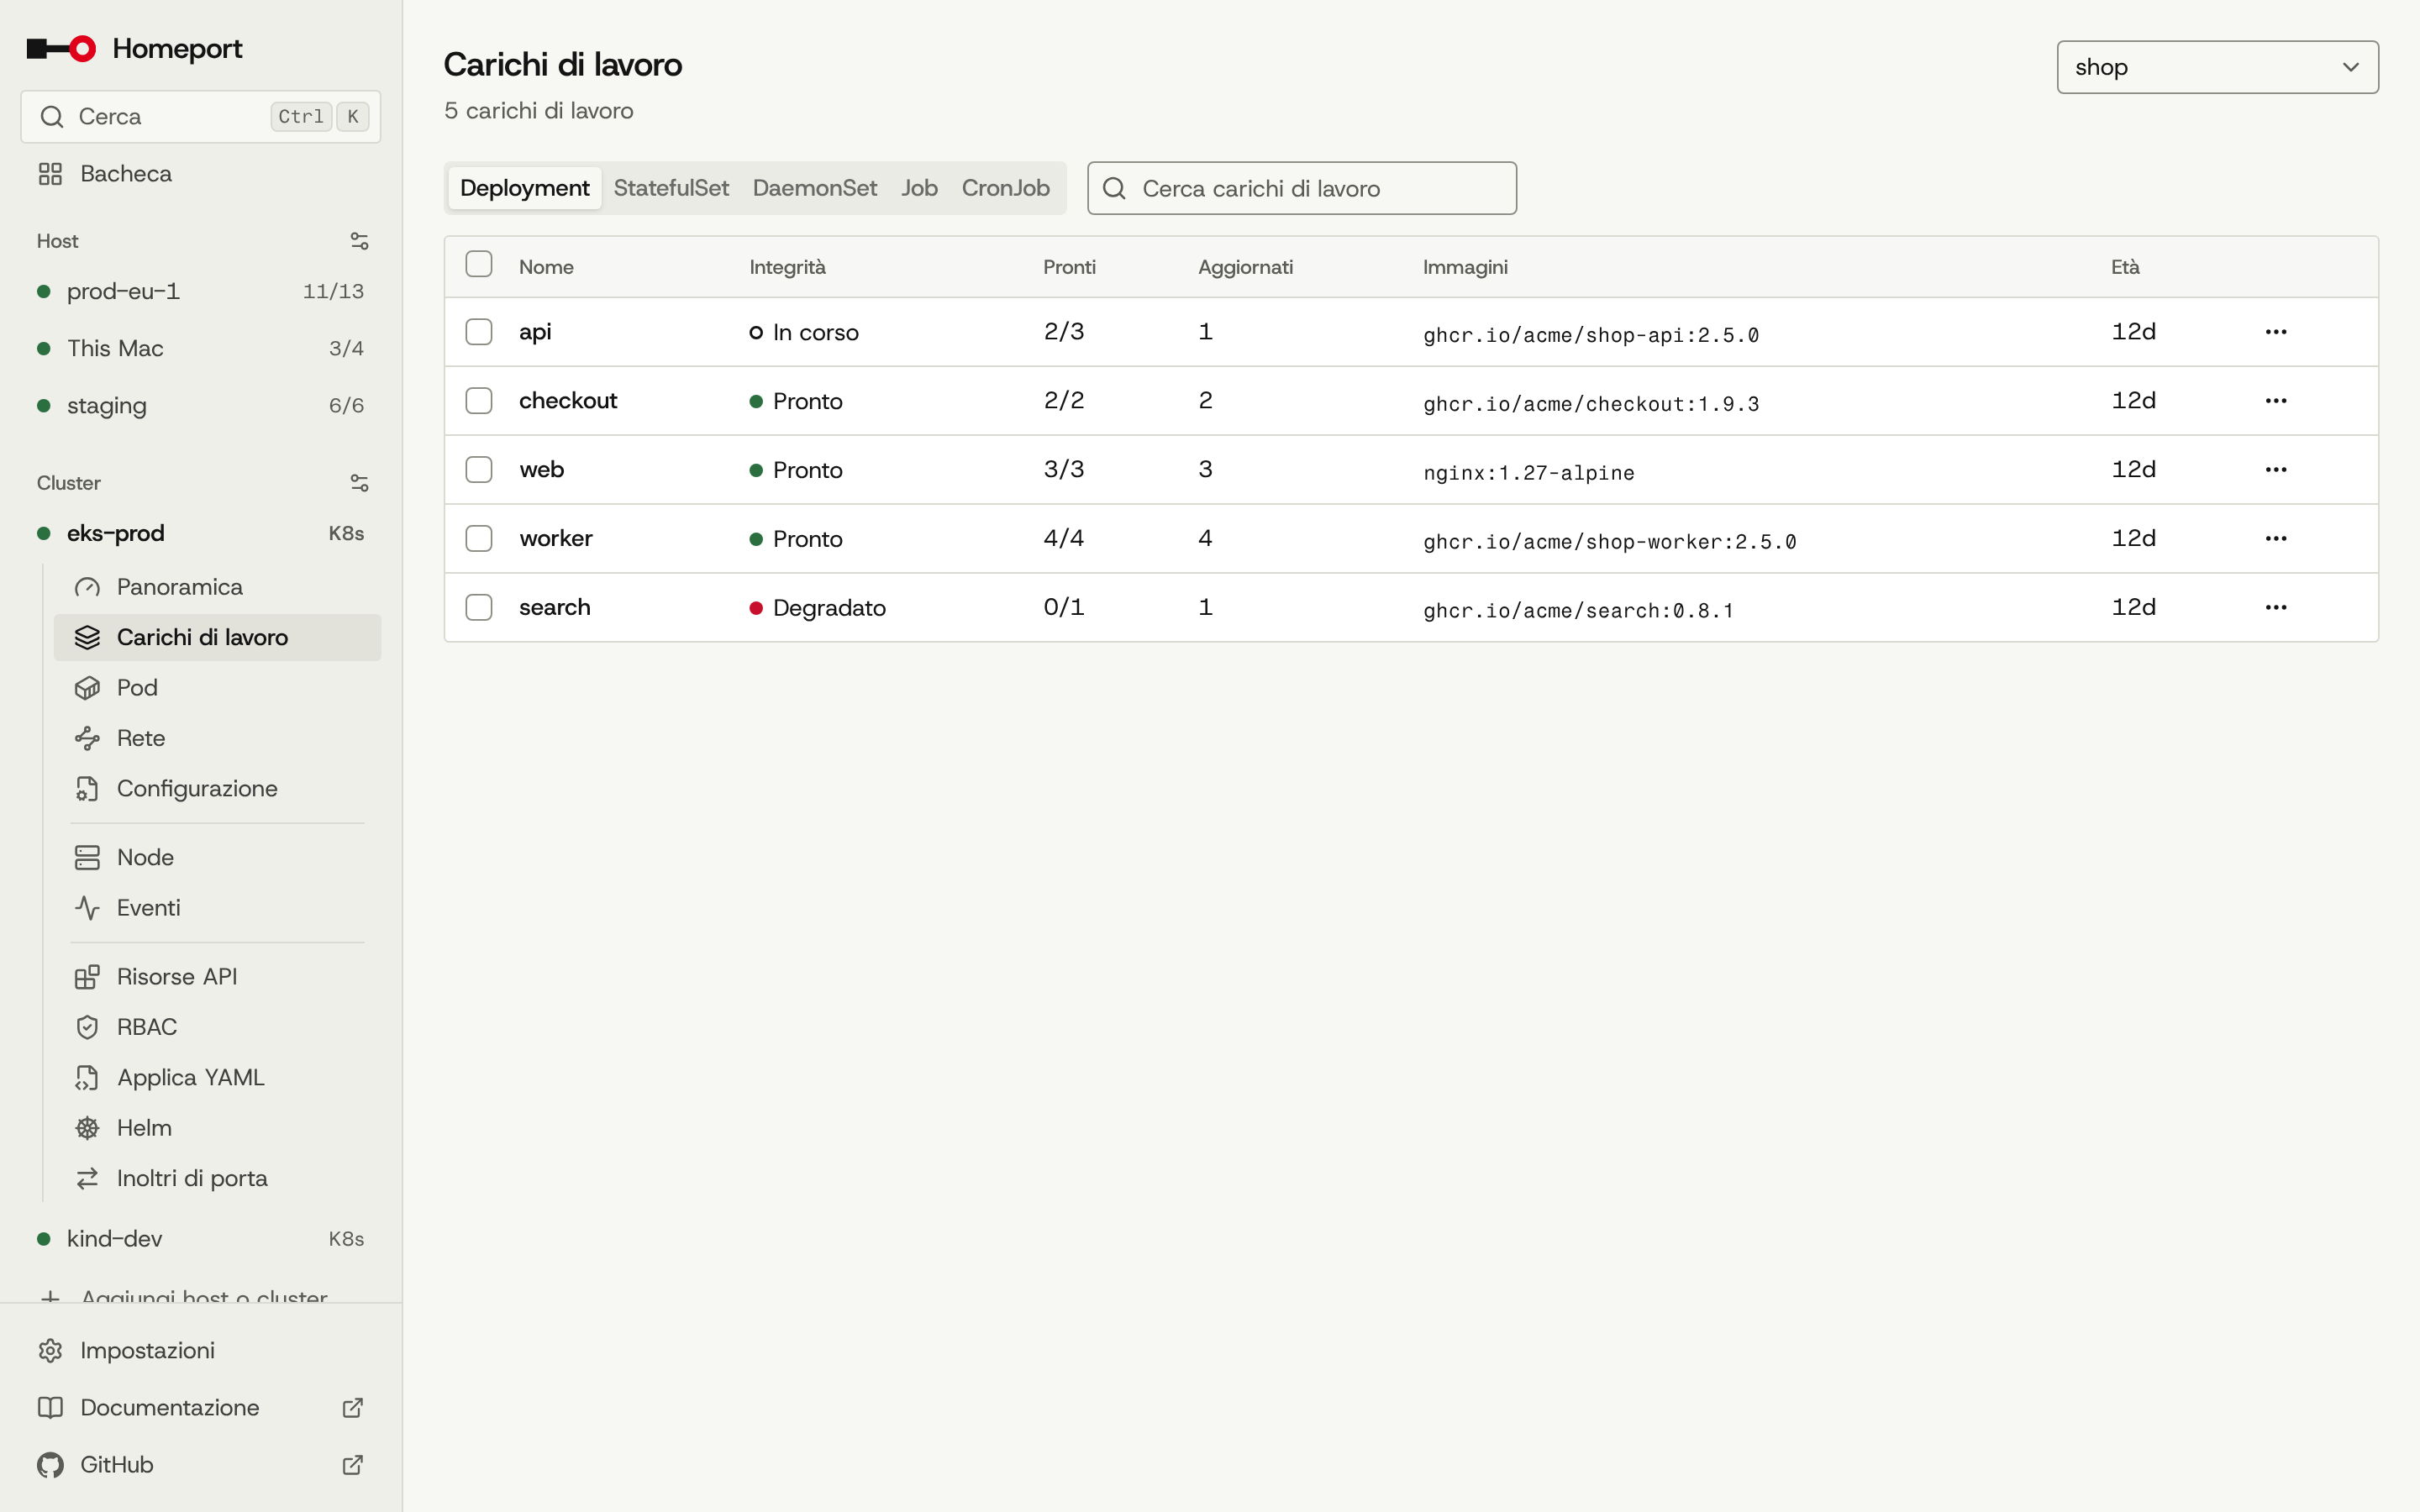 Homeport
Cerca Ctrl K
Bacheca
Host
prod-eu-1 11/13
This Mac 3/4
staging 6/6
Cluster
eks-prod K8s
Panoramica
Carichi di lavoro
Pod
Rete
Configurazione
Node
Eventi
Risorse API
RBAC
Applica YAML
Helm
Inoltri di porta
kind-dev K8s
Aggiungi host o cluster
Impostazioni
Documentazione
GitHub
Carichi di lavoro
5 carichi di lavoro
shop
Deployment StatefulSet DaemonSet Job CronJob
Cerca carichi di lavoro
Nome Integrità Pronti Aggiornati Immagini Età
api In corso 2/3 1 ghcr.io/acme/shop-api:2.5.0 12d
checkout Pronto 2/2 2 ghcr.io/acme/checkout:1.9.3 12d
web Pronto 3/3 3 nginx:1.27-alpine 12d
worker Pronto 4/4 4 ghcr.io/acme/shop-worker:2.5.0 12d
search Degradato 0/1 1 ghcr.io/acme/search:0.8.1 12d